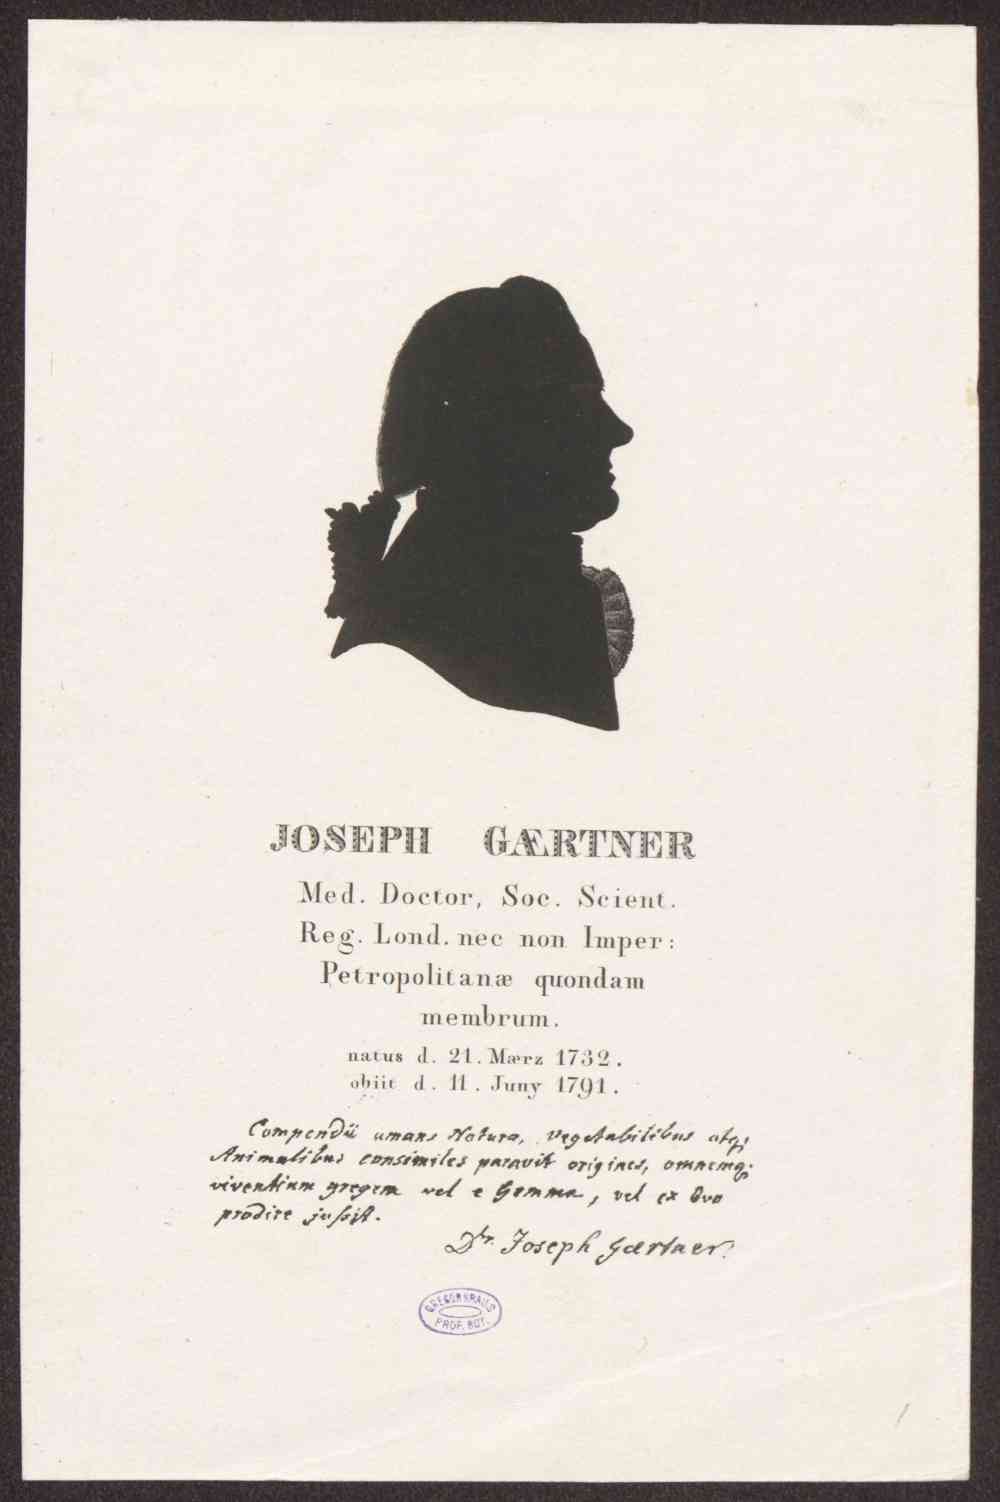 JOSEPH GÆRTNER
Med. Doctor, Soc. Scient.
Reg. Lond. nec non Imper:
Petropolitanæ quondam
membrum.
natus d. 21. Mærz 1732.
obiit d. 11. Juny 1791.
Compendii amans Natura, Vegetabilibus atq;
Animalibus consimiles paravit origines, omnemq;
viventium gregem vel e Gemma, vel ex Ovo
prodire jussit.
Dr. Joseph Gærtner.
GREGOR KRAUS
PROF. BOT.